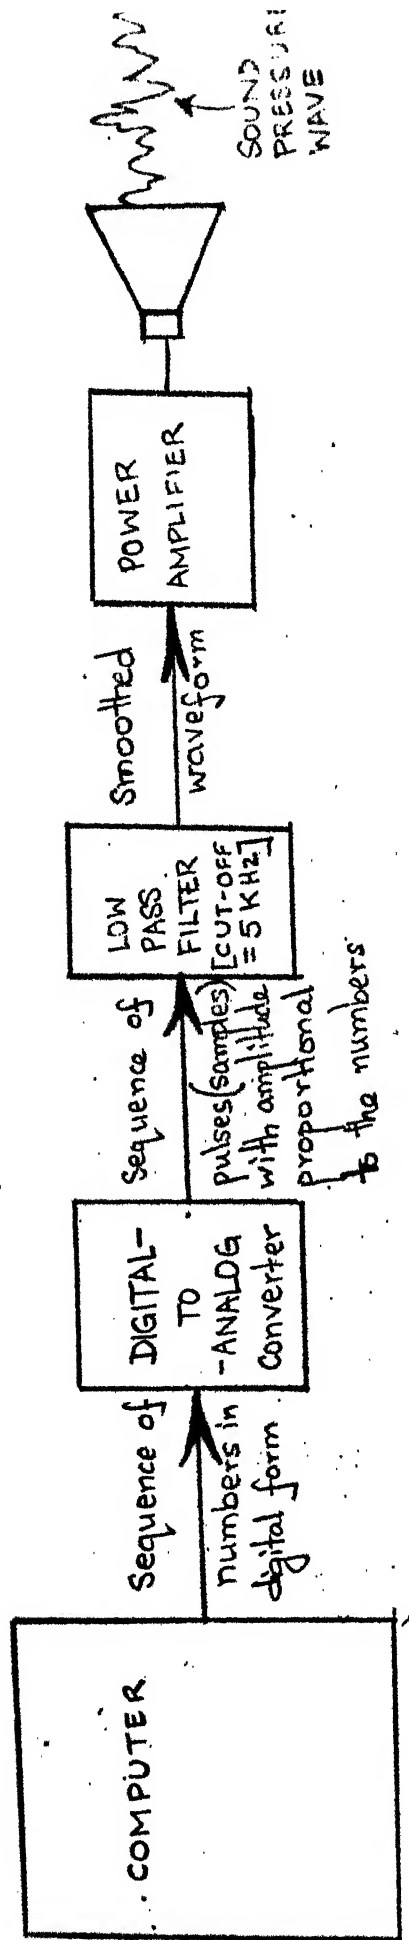 COMPUTER
Sequence of
numbers in
digital form.
DIGITAL-
TO
-ANALOG
Converter
Sequence of
pulses (samples)
with amplitude
proportional
to the numbers
LOW
PASS
FILTER
[CUT-OFF
= 5 KHZ]
Smoothed
waveform
POWER
AMPLIFIER
SOUND
PRESSURE
WAVE